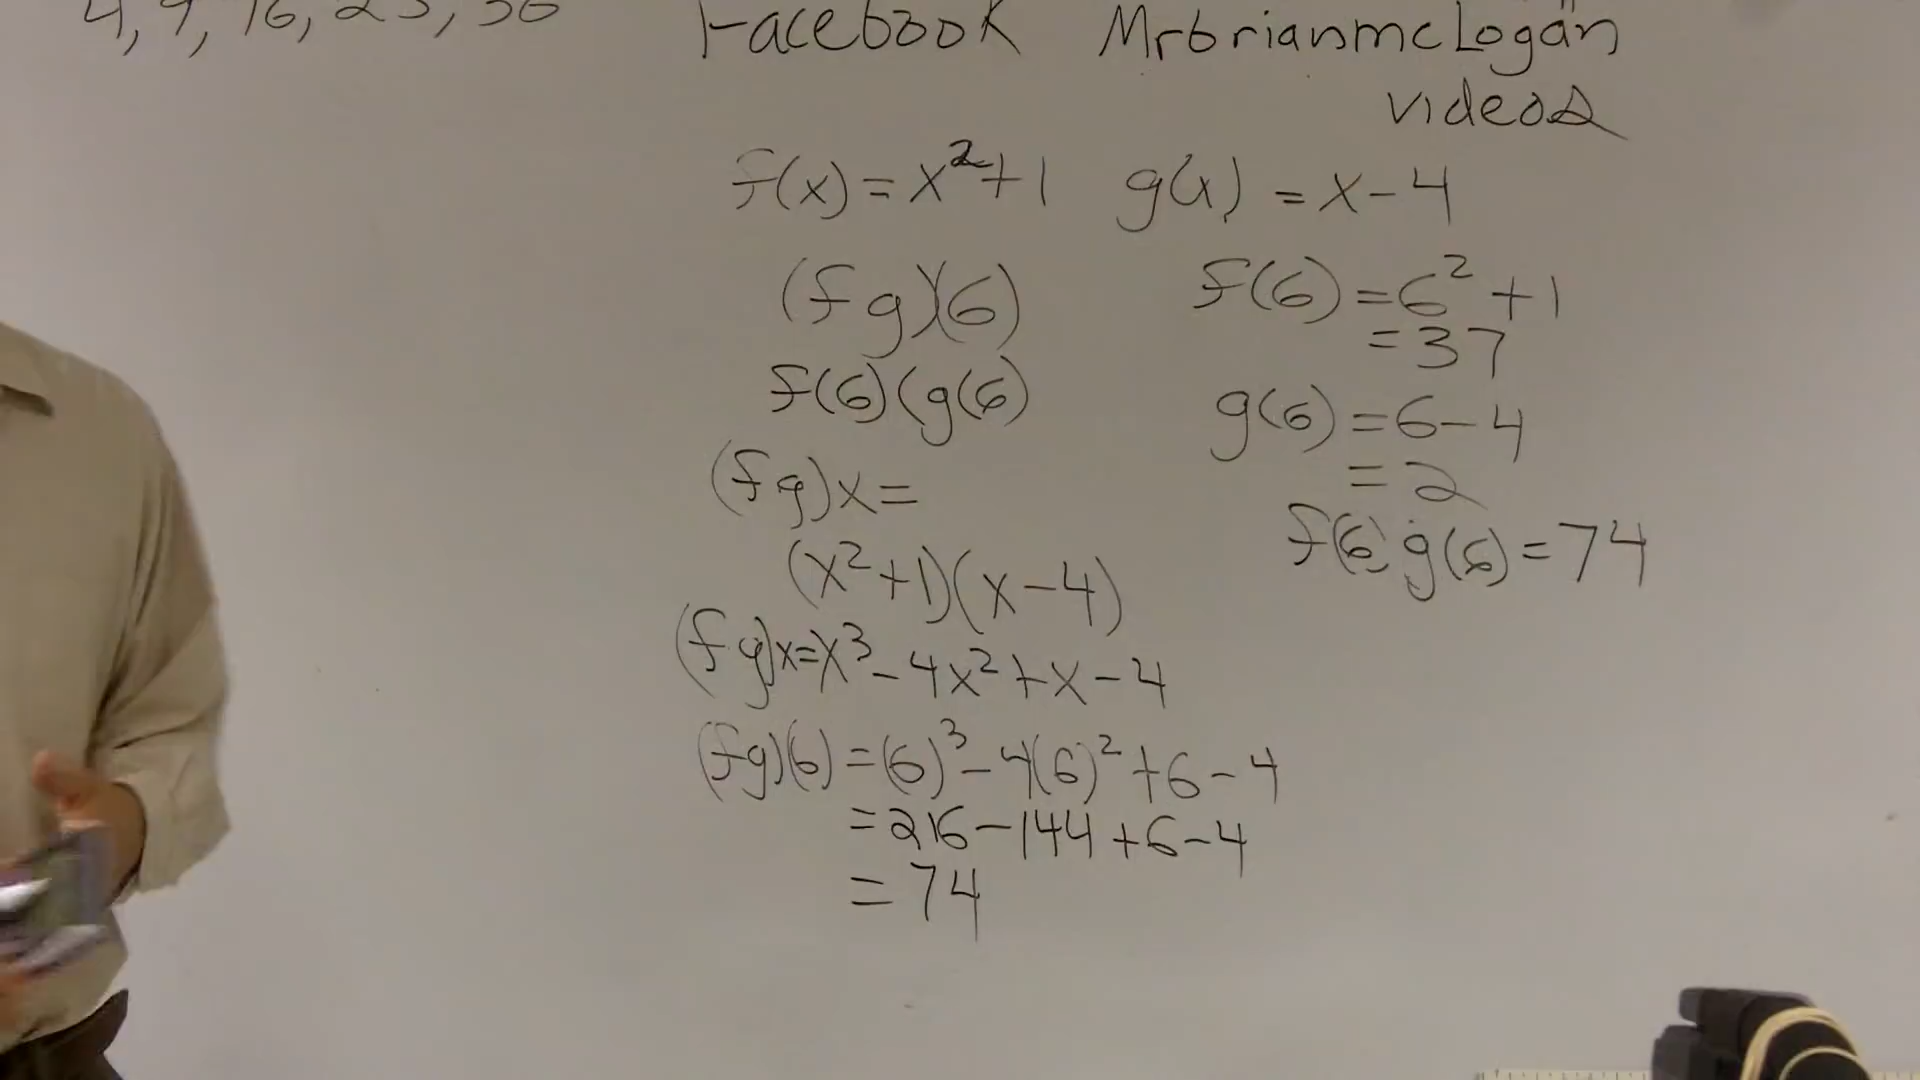 4, 9, 16, 25, 36
Facebook Mrbrianmclogan
videos
f(x) = x²+1 g(x) = x-4
(fg)(6)
f(6)(g(6)
(fg)x=
(x²+1)(x-4)
(fg)x=x³-4x²+x-4
(fg)(6) =(6)³-4(6)²+6-4
=216-144+6-4
= 74
f(6)=6²+1
=37
g(6)=6-4
= 2
f(6) g(6)=74